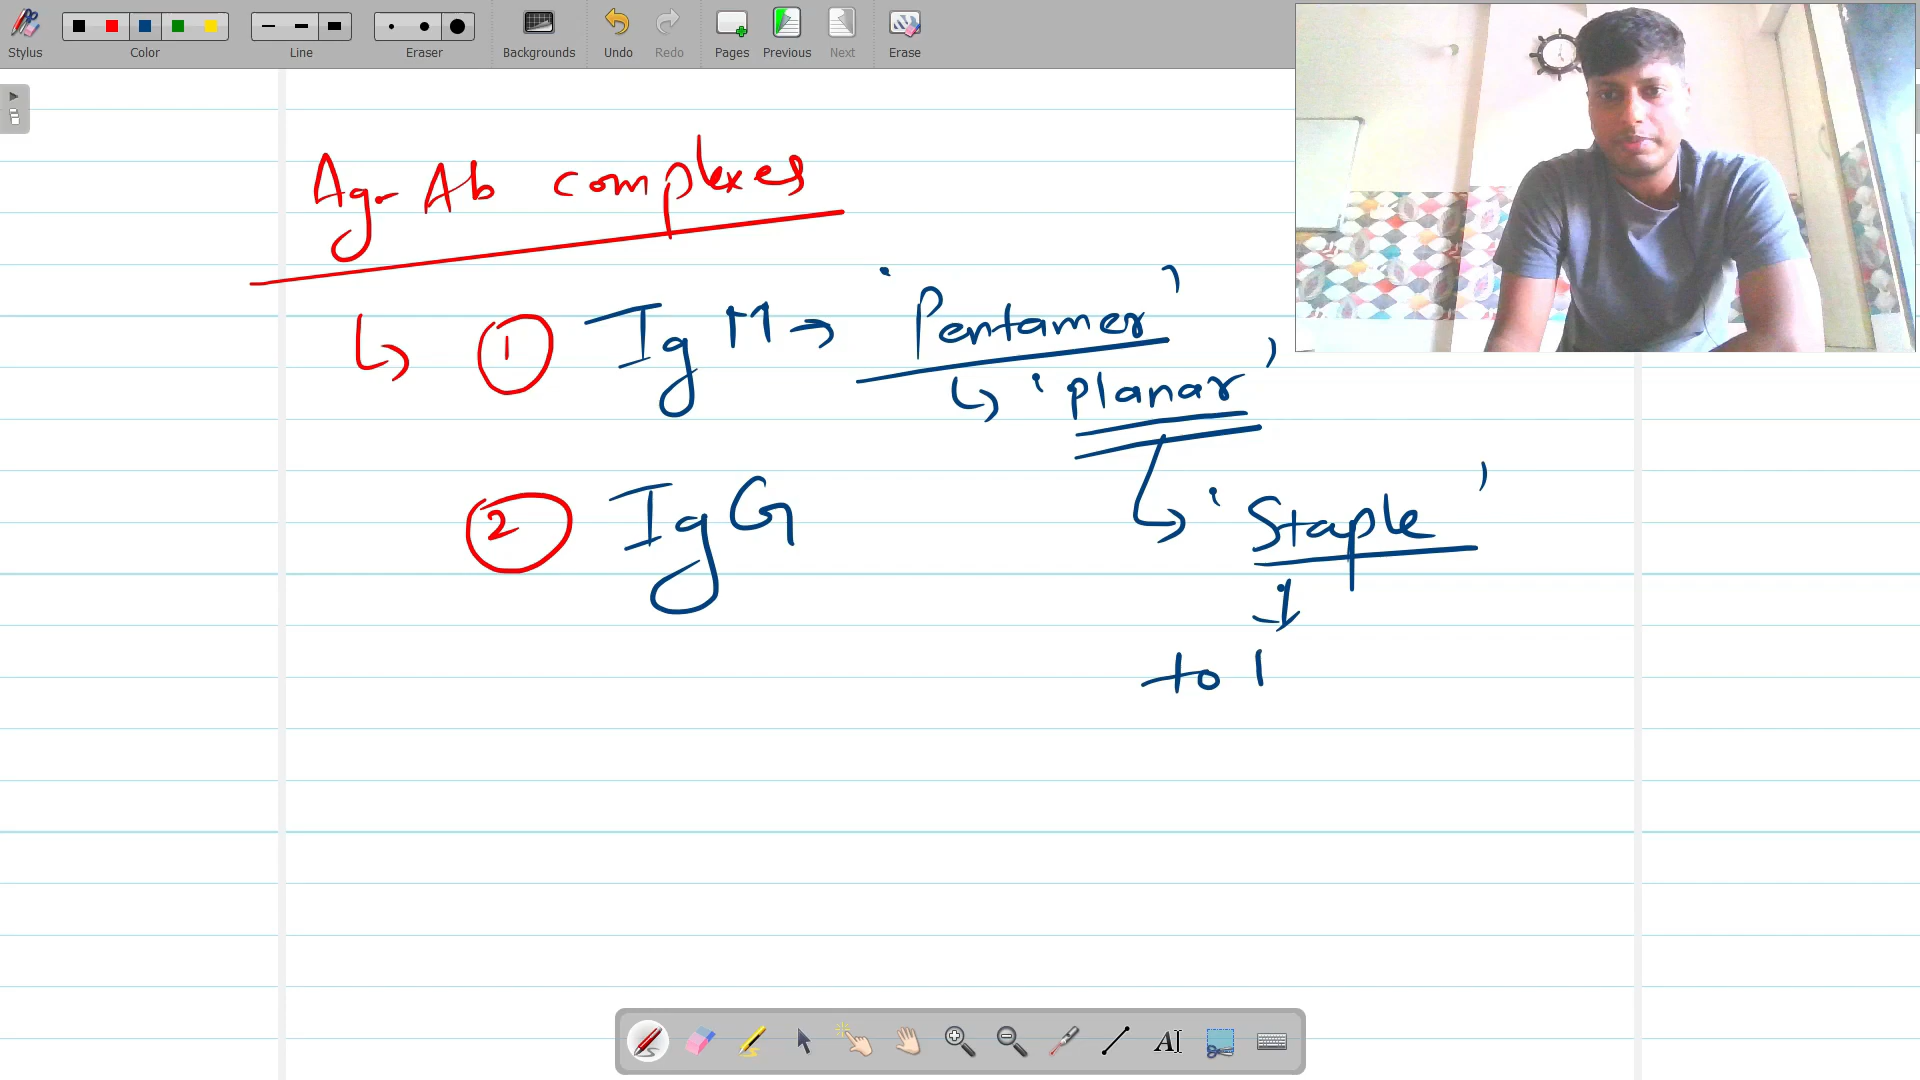 Stylus Color Line Eraser Backgrounds Undo Redo Pages Previous Next Erase
Ag-Ab complexes
↳ ① IgM → 'Pentamer'
↳ 'planar'
② IgG
↳ 'Staple'
↓
to